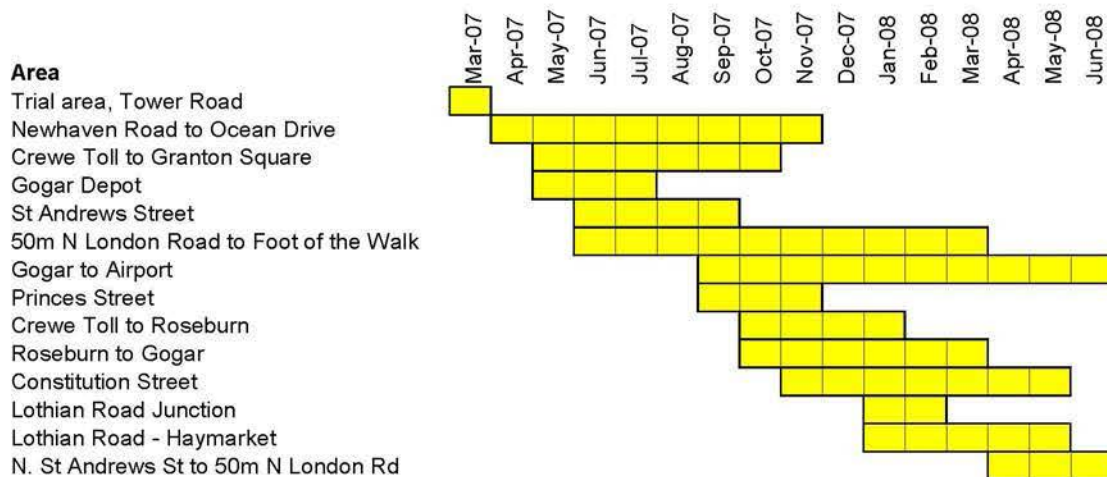 Mar-07 Apr-07 May-07 Jun-07 Jul-07 Aug-07 Sep-07 Oct-07 Nov-07 Dec-07 Jan-08 Feb-08 Mar-08 Apr-08 May-08 Jun-08
Area
Trial area, Tower Road
Newhaven Road to Ocean Drive
Crewe Toll to Granton Square
Gogar Depot
St Andrews Street
50m N London Road to Foot of the Walk
Gogar to Airport
Princes Street
Crewe Toll to Roseburn
Roseburn to Gogar
Constitution Street
Lothian Road Junction
Lothian Road - Haymarket
N. St Andrews St to 50m N London Rd